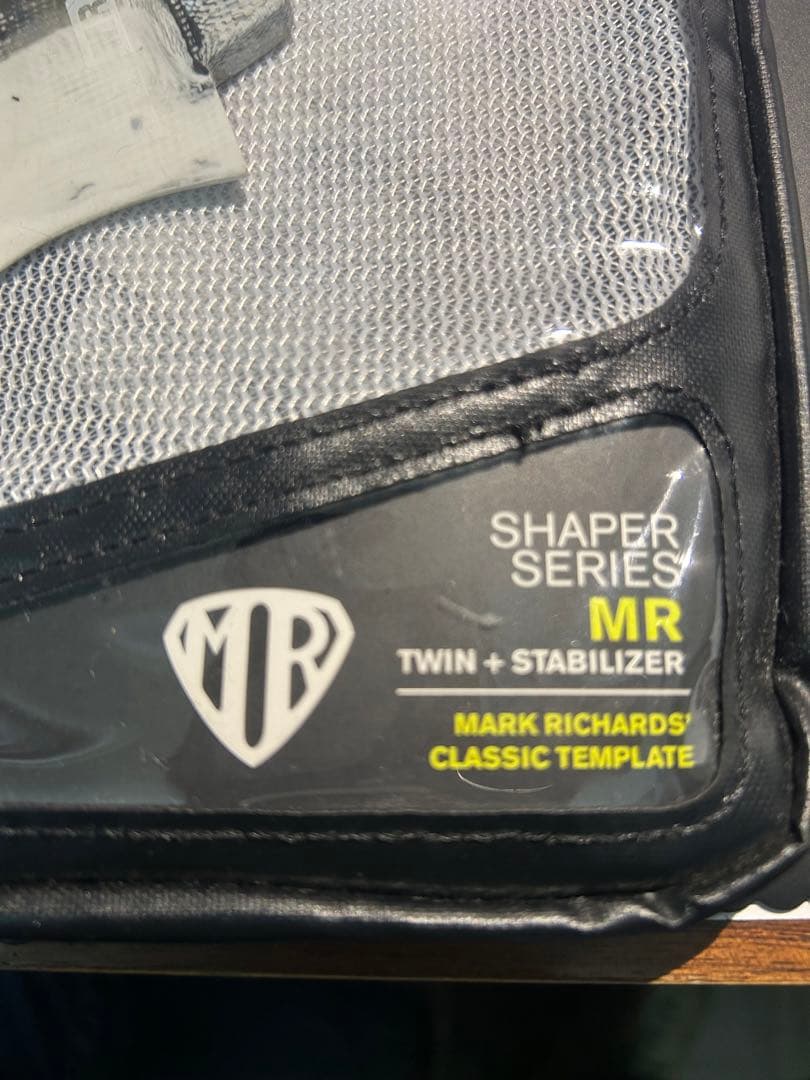 SHAPER
SERIES
MR
TWIN + STABILIZER
MR
MARK RICHARDS'
CLASSIC TEMPLATE